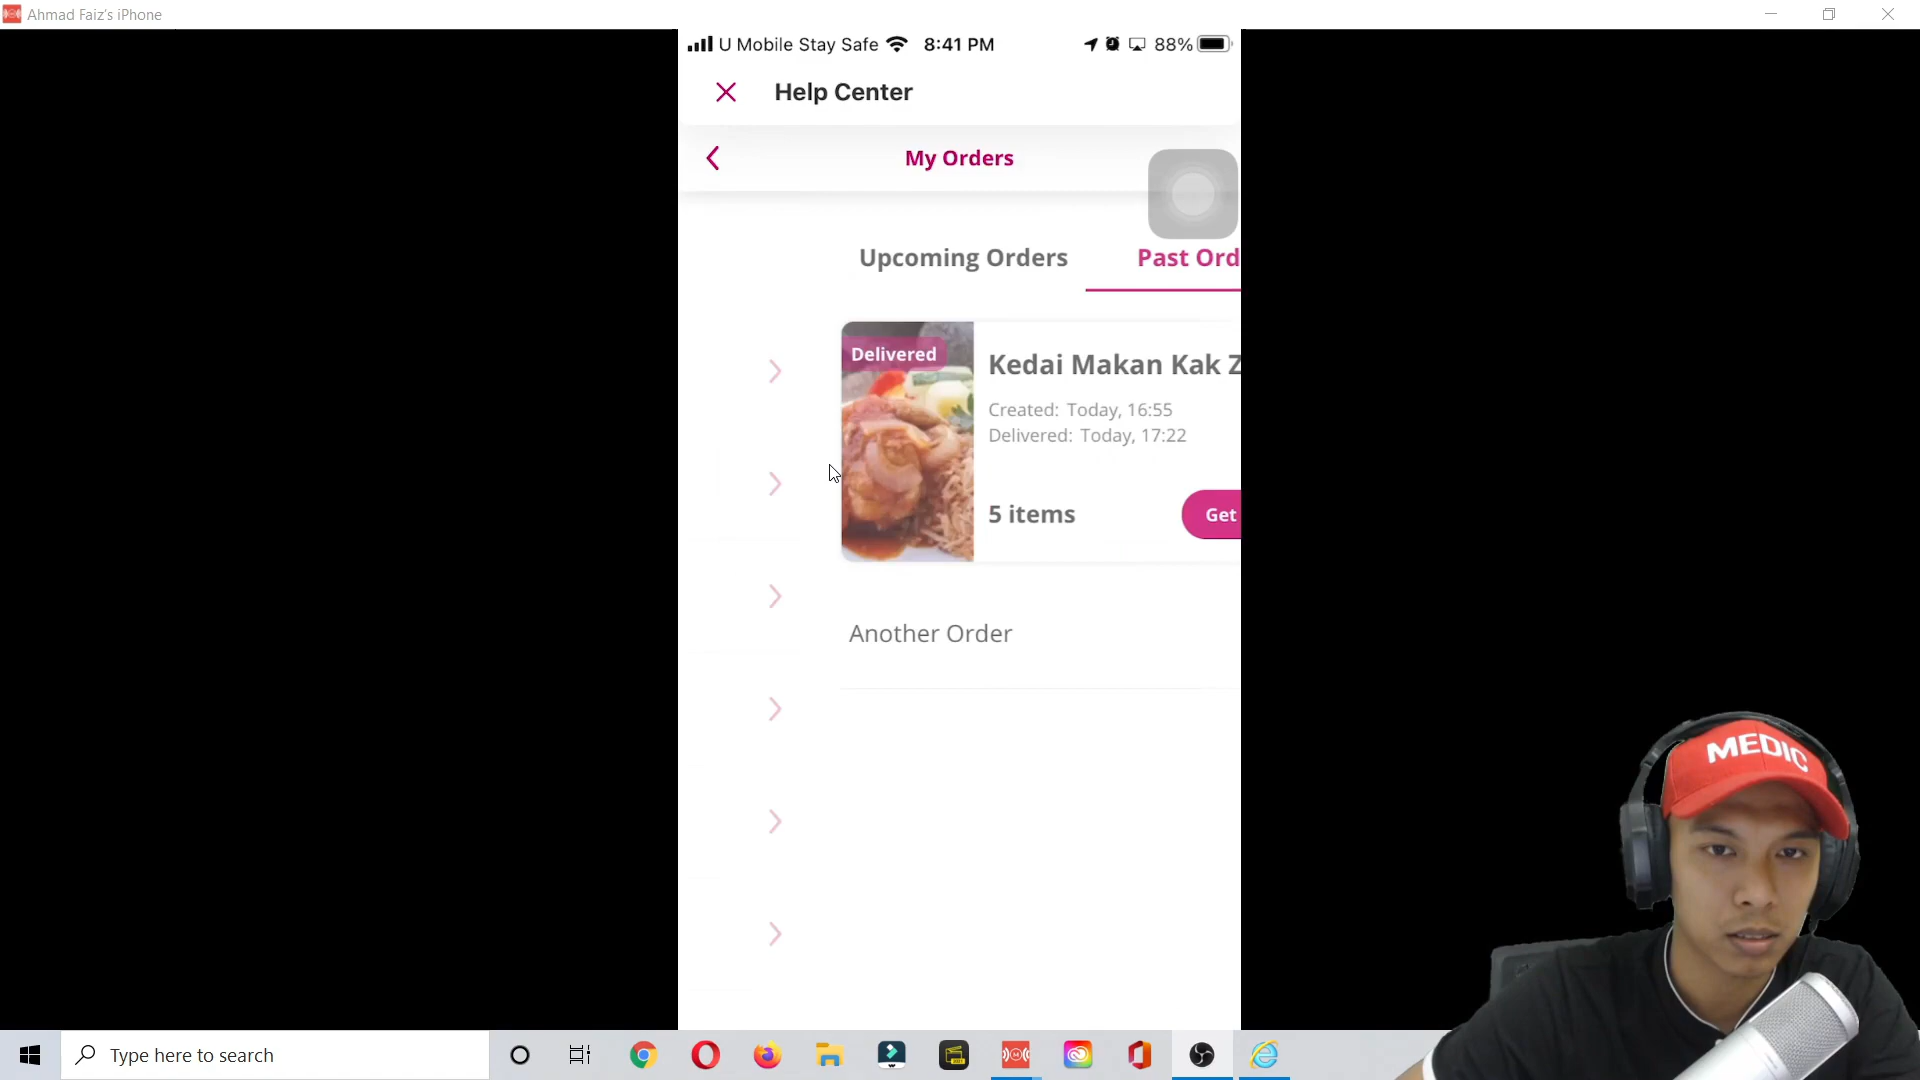 Ahmad Faiz's iPhone
U Mobile Stay Safe 8:41 PM 88%
Help Center
My Orders
Upcoming Orders Past Ord
Delivered
Kedai Makan Kak Z
Created: Today, 16:55
Delivered: Today, 17:22
5 items Get
Another Order
MEDIC
Type here to search